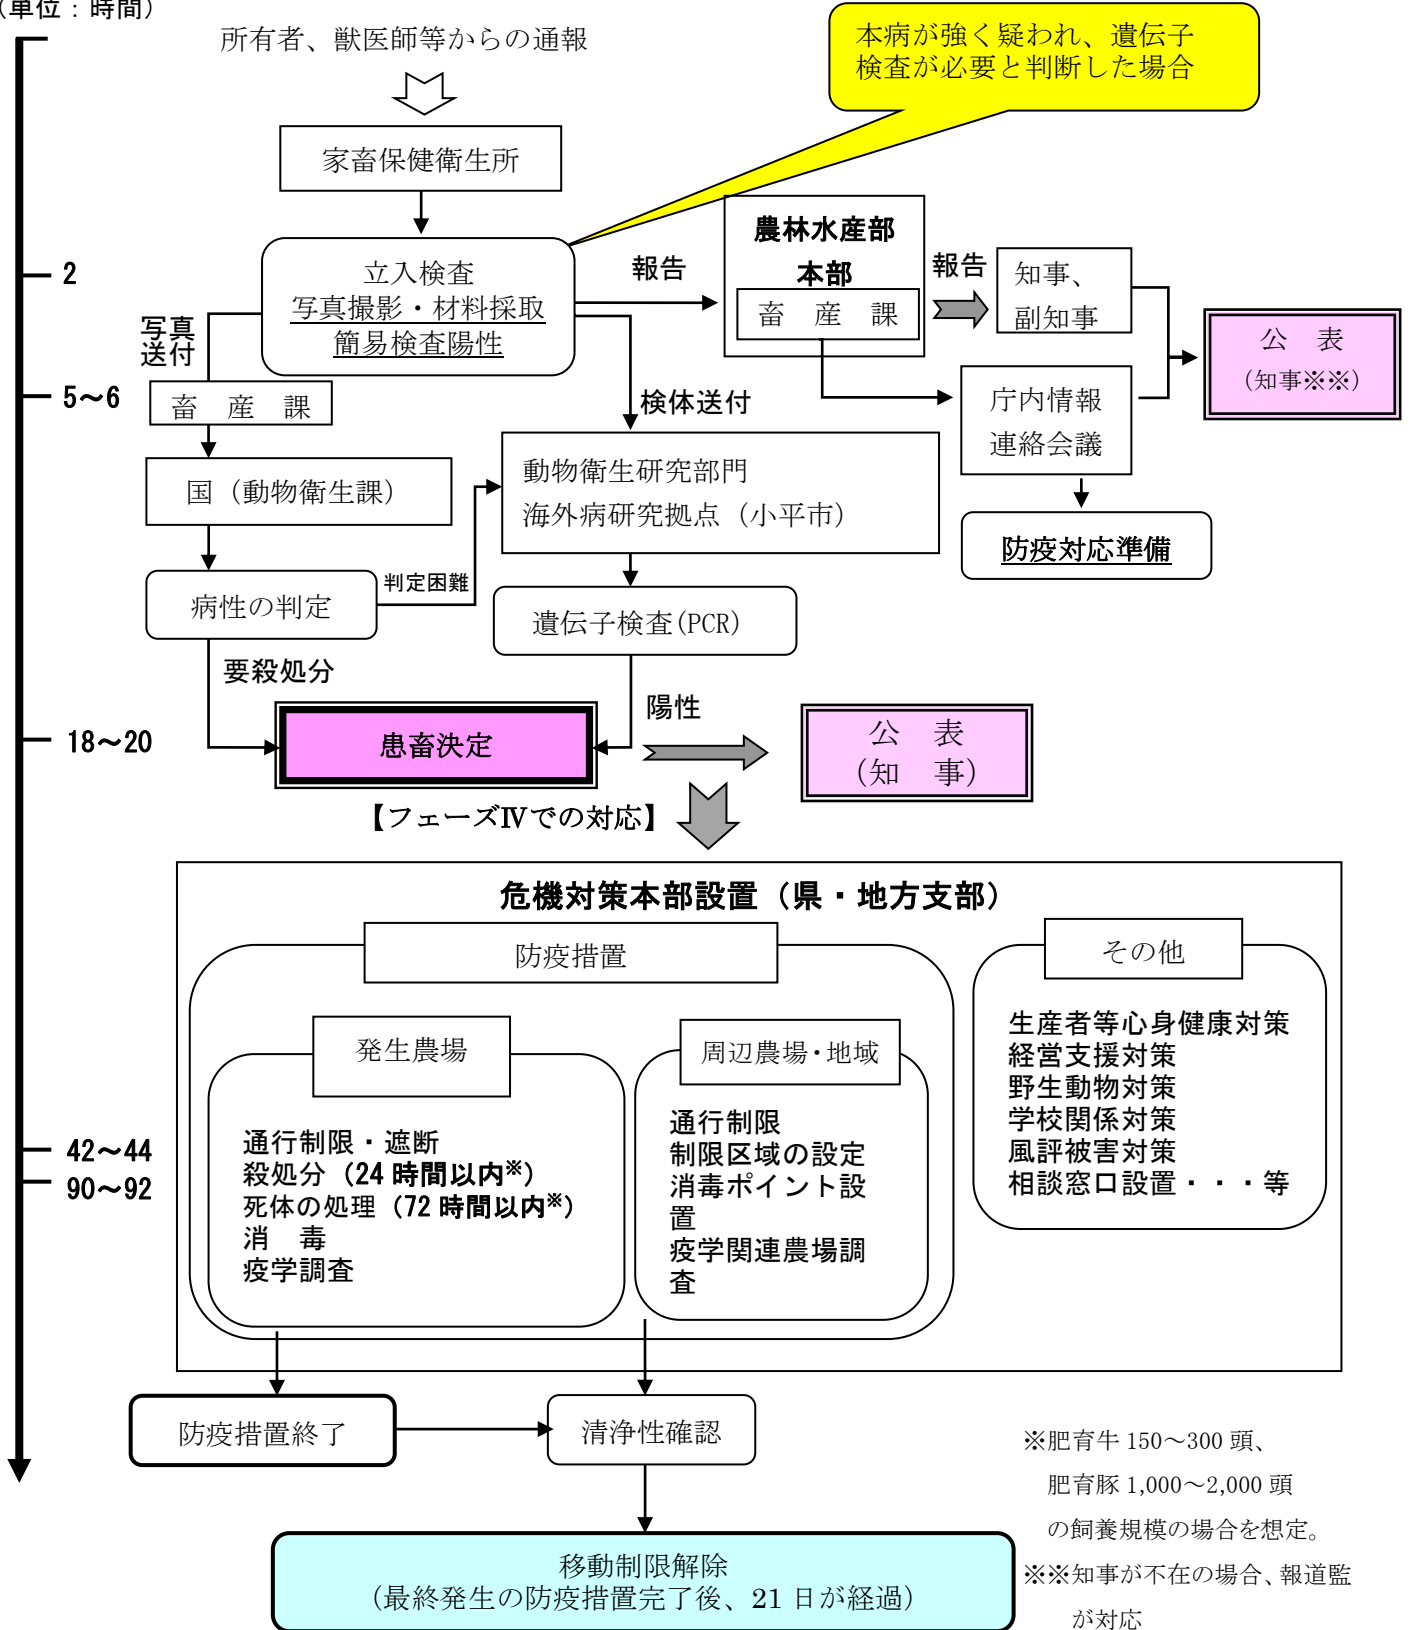 (単位：時間)
所有者、獣医師等からの通報
本病が強く疑われ、遺伝子
検査が必要と判断した場合
家畜保健衛生所
2
立入検査
写真撮影・材料採取
簡易検査陽性
報告
農林水産部
本部
畜　産　課
報告
知事、
副知事
公　表
（知事※※）
写真
送付
5～6
畜　産　課
検体送付
庁内情報
連絡会議
国（動物衛生課）
動物衛生研究部門
海外病研究拠点（小平市）
防疫対応準備
病性の判定
判定困難
遺伝子検査(PCR)
要殺処分
陽性
18～20
患畜決定
公　表
（知　事）
【フェーズⅣでの対応】
危機対策本部設置（県・地方支部）
防疫措置
その他
発生農場
周辺農場・地域
生産者等心身健康対策
経営支援対策
野生動物対策
学校関係対策
風評被害対策
相談窓口設置・・・等
42～44
90～92
通行制限・遮断
殺処分（24 時間以内※）
死体の処理（72 時間以内※）
消　毒
疫学調査
通行制限
制限区域の設定
消毒ポイント設
置
疫学関連農場調
査
防疫措置終了
清浄性確認
※肥育牛 150～300 頭、
肥育豚 1,000～2,000 頭
の飼養規模の場合を想定。
※※知事が不在の場合、報道監
が対応
移動制限解除
（最終発生の防疫措置完了後、21 日が経過）